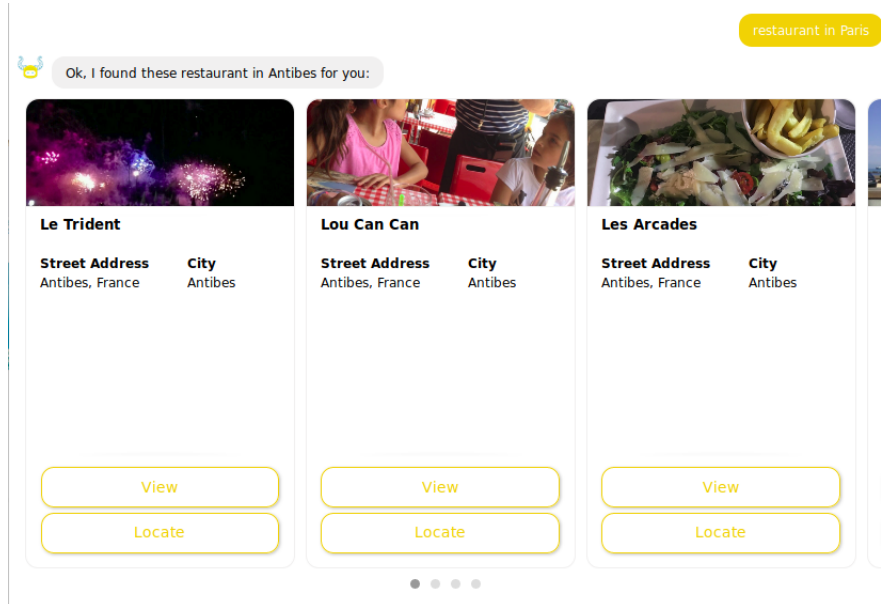 restaurant in Paris
Ok, I found these restaurant in Antibes for you:
Le Trident
Street Address City
Antibes, France Antibes
View
Locate
Lou Can Can
Street Address City
Antibes, France Antibes
View
Locate
Les Arcades
Street Address City
Antibes, France Antibes
View
Locate